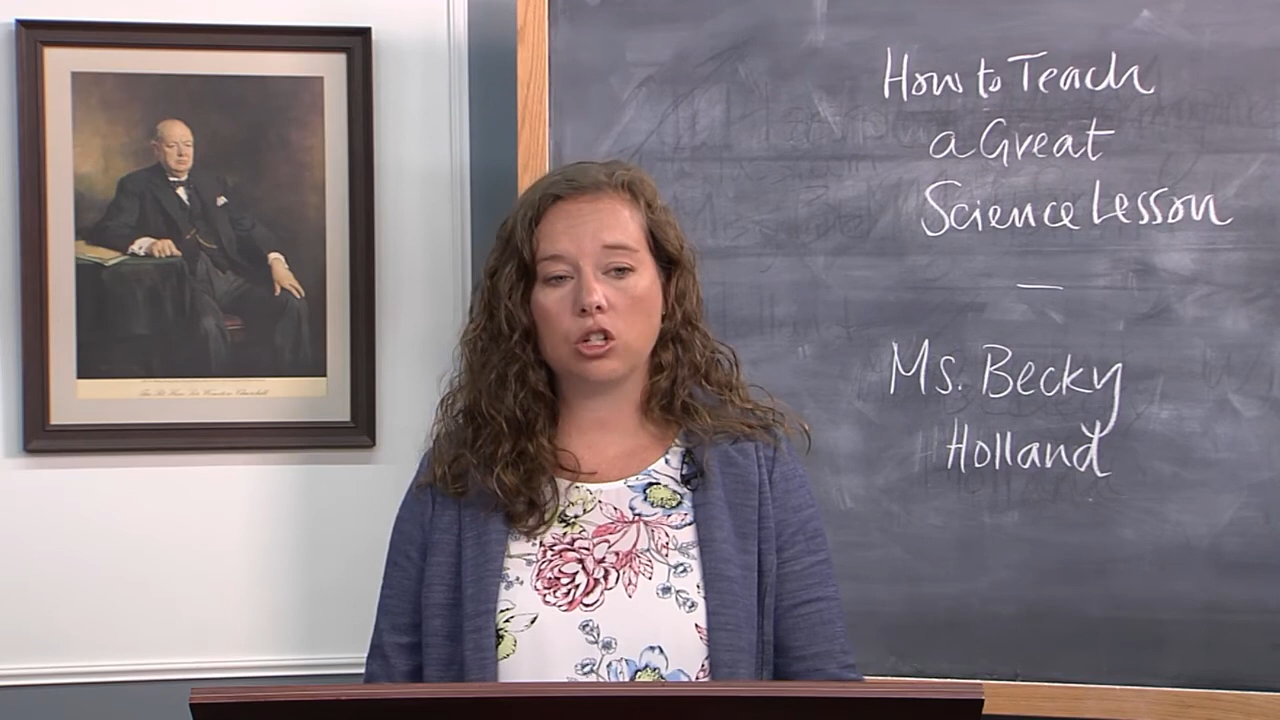 How to Teach
a Great
Science Lesson
—
Ms. Becky
Holland